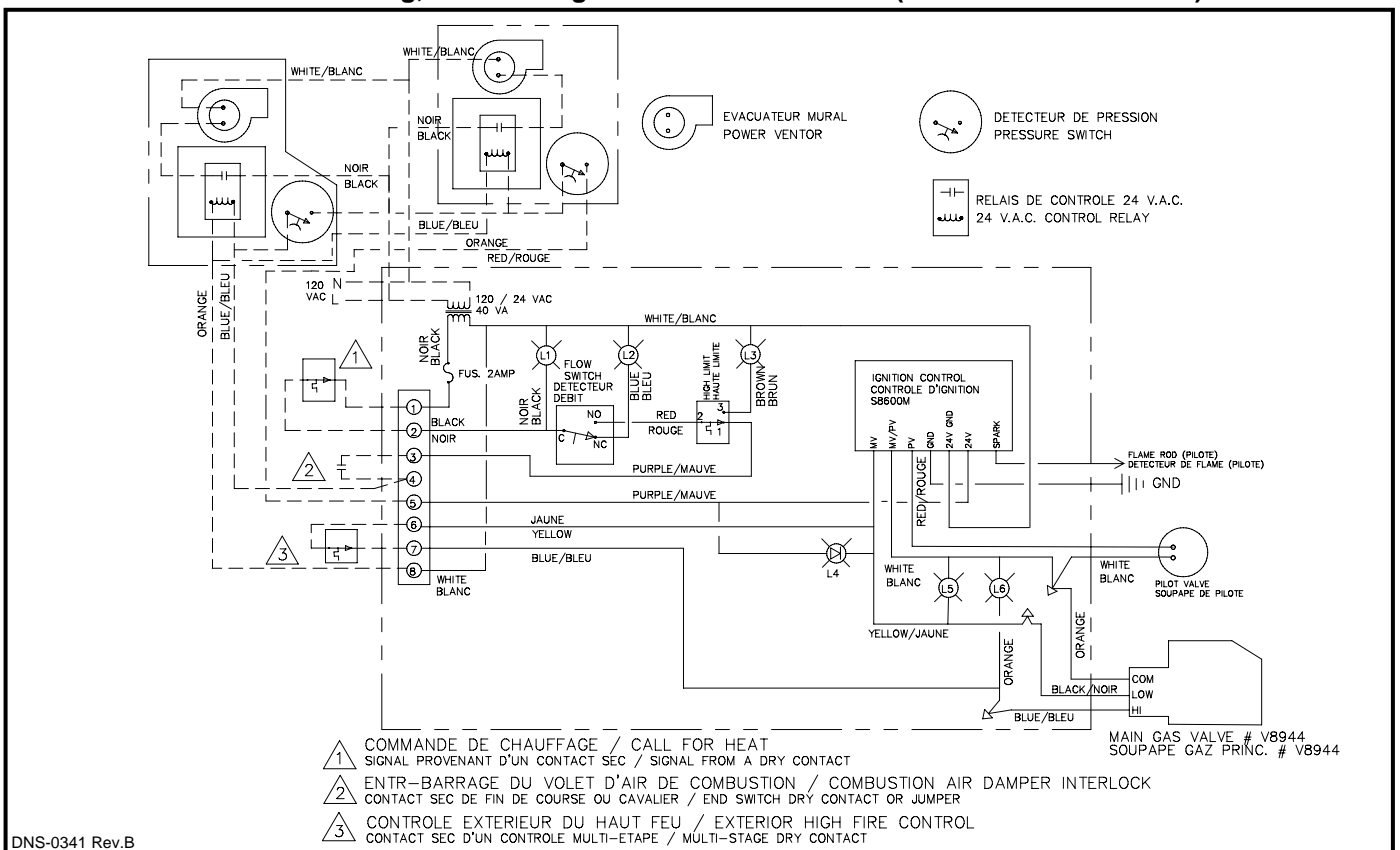 WHITE/BLANC
WHITE/BLANC
NOIR
BLACK
NOIR
BLACK
EVACUATEUR MURAL
POWER VENTOR
DETECTEUR DE PRESSION
PRESSURE SWITCH
RELAIS DE CONTROLE 24 V.A.C.
24 V.A.C. CONTROL RELAY
BLUE/BLEU
ORANGE
RED/ROUGE
ORANGE
BLUE/BLEU
120 VAC
N
L
120 / 24 VAC
40 VA
WHITE/BLANC
NOIR
BLACK
FUS. 2AMP
1
L1
L2
L3
FLOW
SWITCH
DETECTEUR
DEBIT
NOIR
BLACK
BLUE
BLEU
HIGH LIMIT
HAUTE LIMITE
BROWN
BRUN
NO
C
NC
RED
ROUGE
2
3
1
IGNITION CONTROL
CONTROLE D'IGNITION
S8600M
MV
MV/PV
PV
GND
24V GND
24V
SPARK
1
BLACK
2
NOIR
3
2
4
PURPLE/MAUVE
5
PURPLE/MAUVE
6
JAUNE
YELLOW
7
BLUE/BLEU
3
8
WHITE
BLANC
RED/ROUGE
FLAME ROD (PILOTE)
DETECTEUR DE FLAME (PILOTE)
GND
L4
WHITE
BLANC
L5
L6
WHITE
BLANC
PILOT VALVE
SOUPAPE DE PILOTE
YELLOW/JAUNE
ORANGE
ORANGE
BLACK/NOIR
BLUE/BLEU
COM
LOW
HI
MAIN GAS VALVE # V8944
SOUPAPE GAZ PRINC. # V8944
1 COMMANDE DE CHAUFFAGE / CALL FOR HEAT
SIGNAL PROVENANT D'UN CONTACT SEC / SIGNAL FROM A DRY CONTACT
2 ENTR-BARRAGE DU VOLET D'AIR DE COMBUSTION / COMBUSTION AIR DAMPER INTERLOCK
CONTACT SEC DE FIN DE COURSE OU CAVALIER / END SWITCH DRY CONTACT OR JUMPER
3 CONTROLE EXTERIEUR DU HAUT FEU / EXTERIOR HIGH FIRE CONTROL
CONTACT SEC D'UN CONTROLE MULTI-ETAPE / MULTI-STAGE DRY CONTACT
DNS-0341 Rev.B